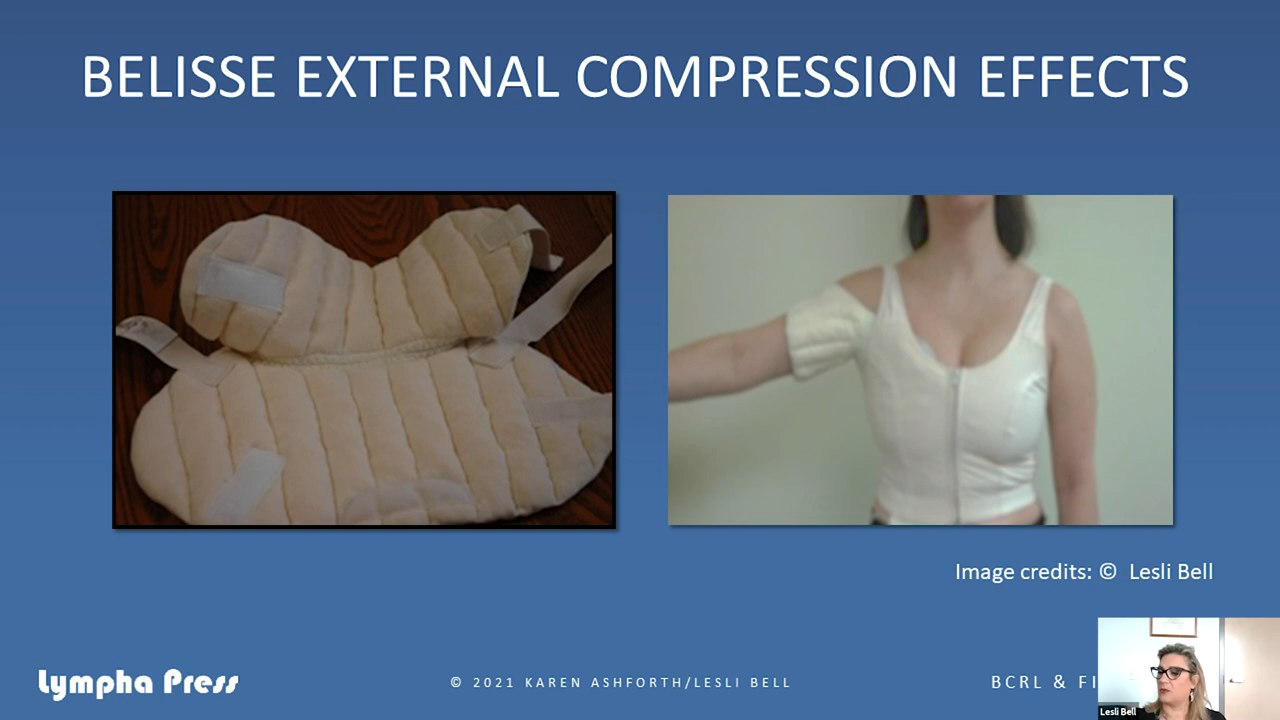 BELISSE EXTERNAL COMPRESSION EFFECTS
Image credits: © Lesli Bell
Lympha Press
© 2021 KAREN ASHFORTH/LESLI BELL
BCRL & FI
Lesli Bell